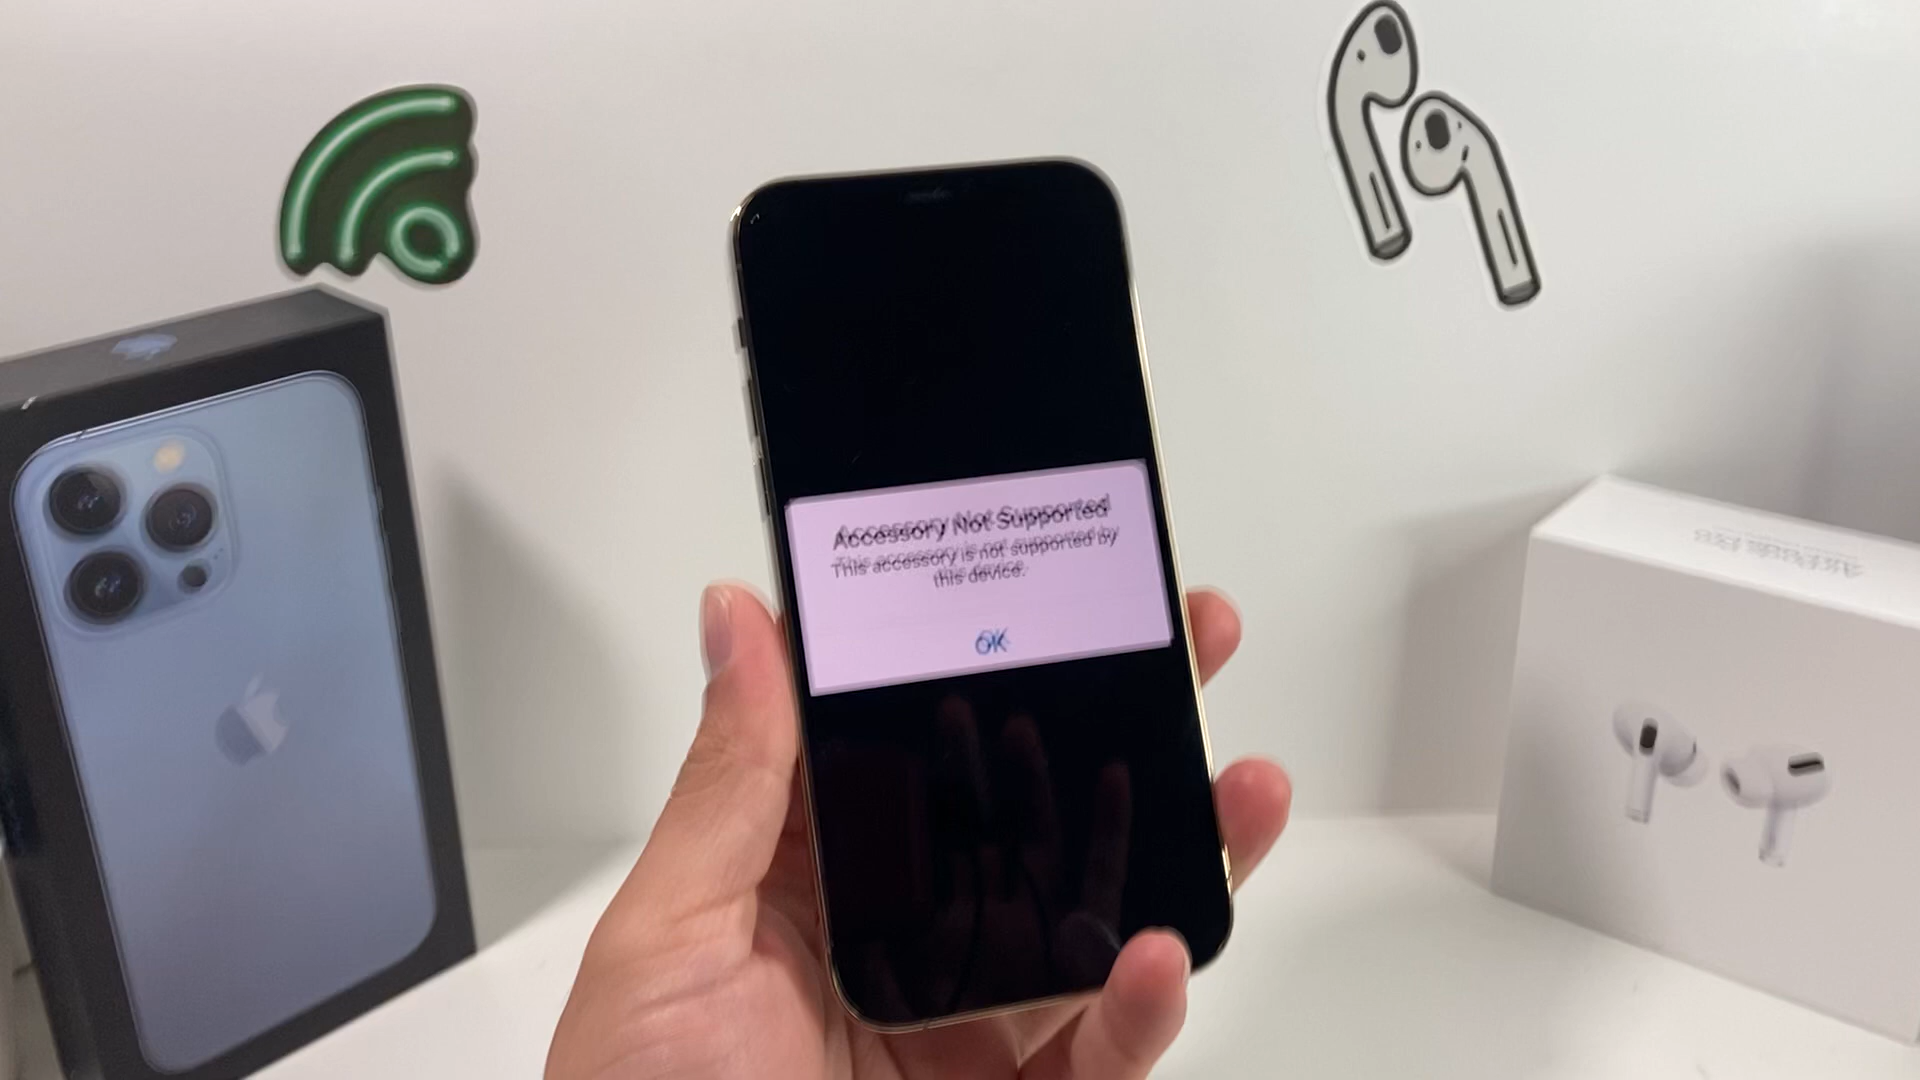 Accessory Not Supported
This accessory is not supported by
this device.
OK